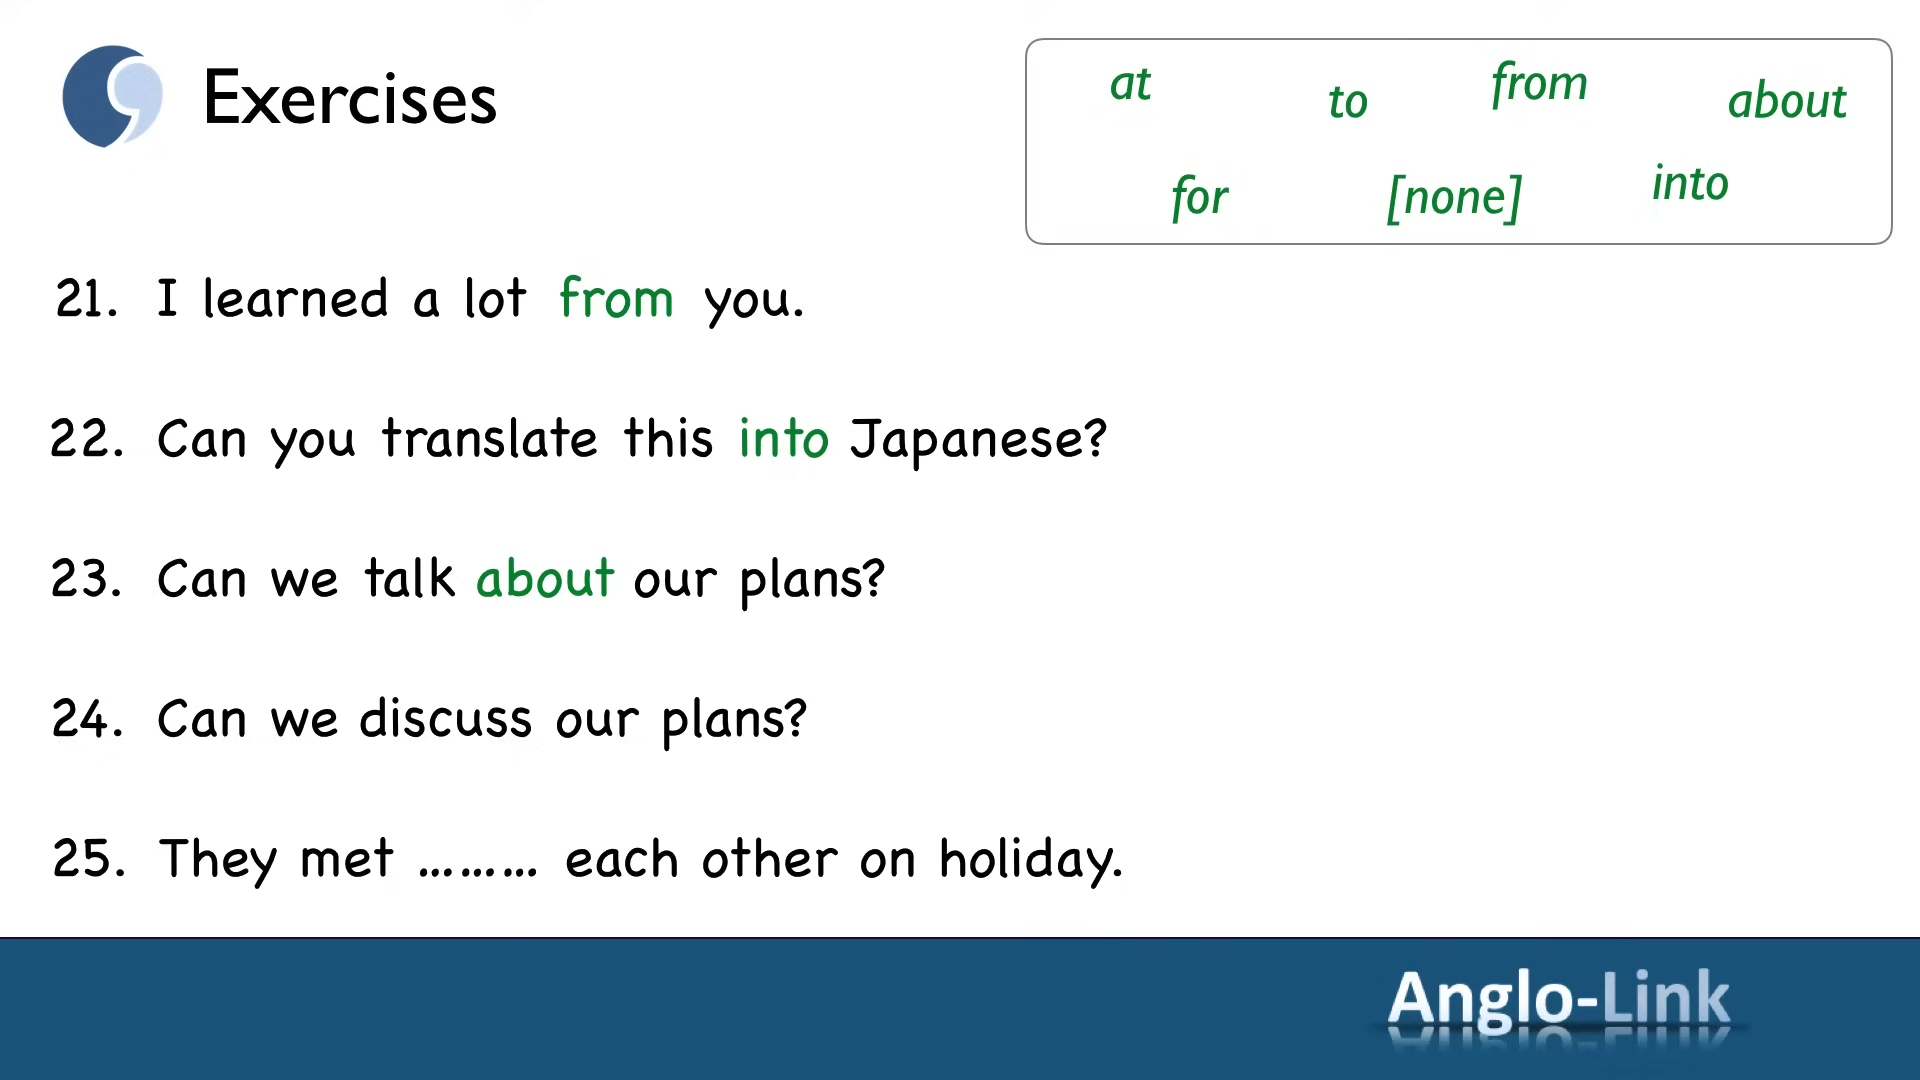 Exercises
at to from about
for [none] into
21. I learned a lot from you.
22. Can you translate this into Japanese?
23. Can we talk about our plans?
24. Can we discuss our plans?
25. They met ......... each other on holiday.
Anglo-Link